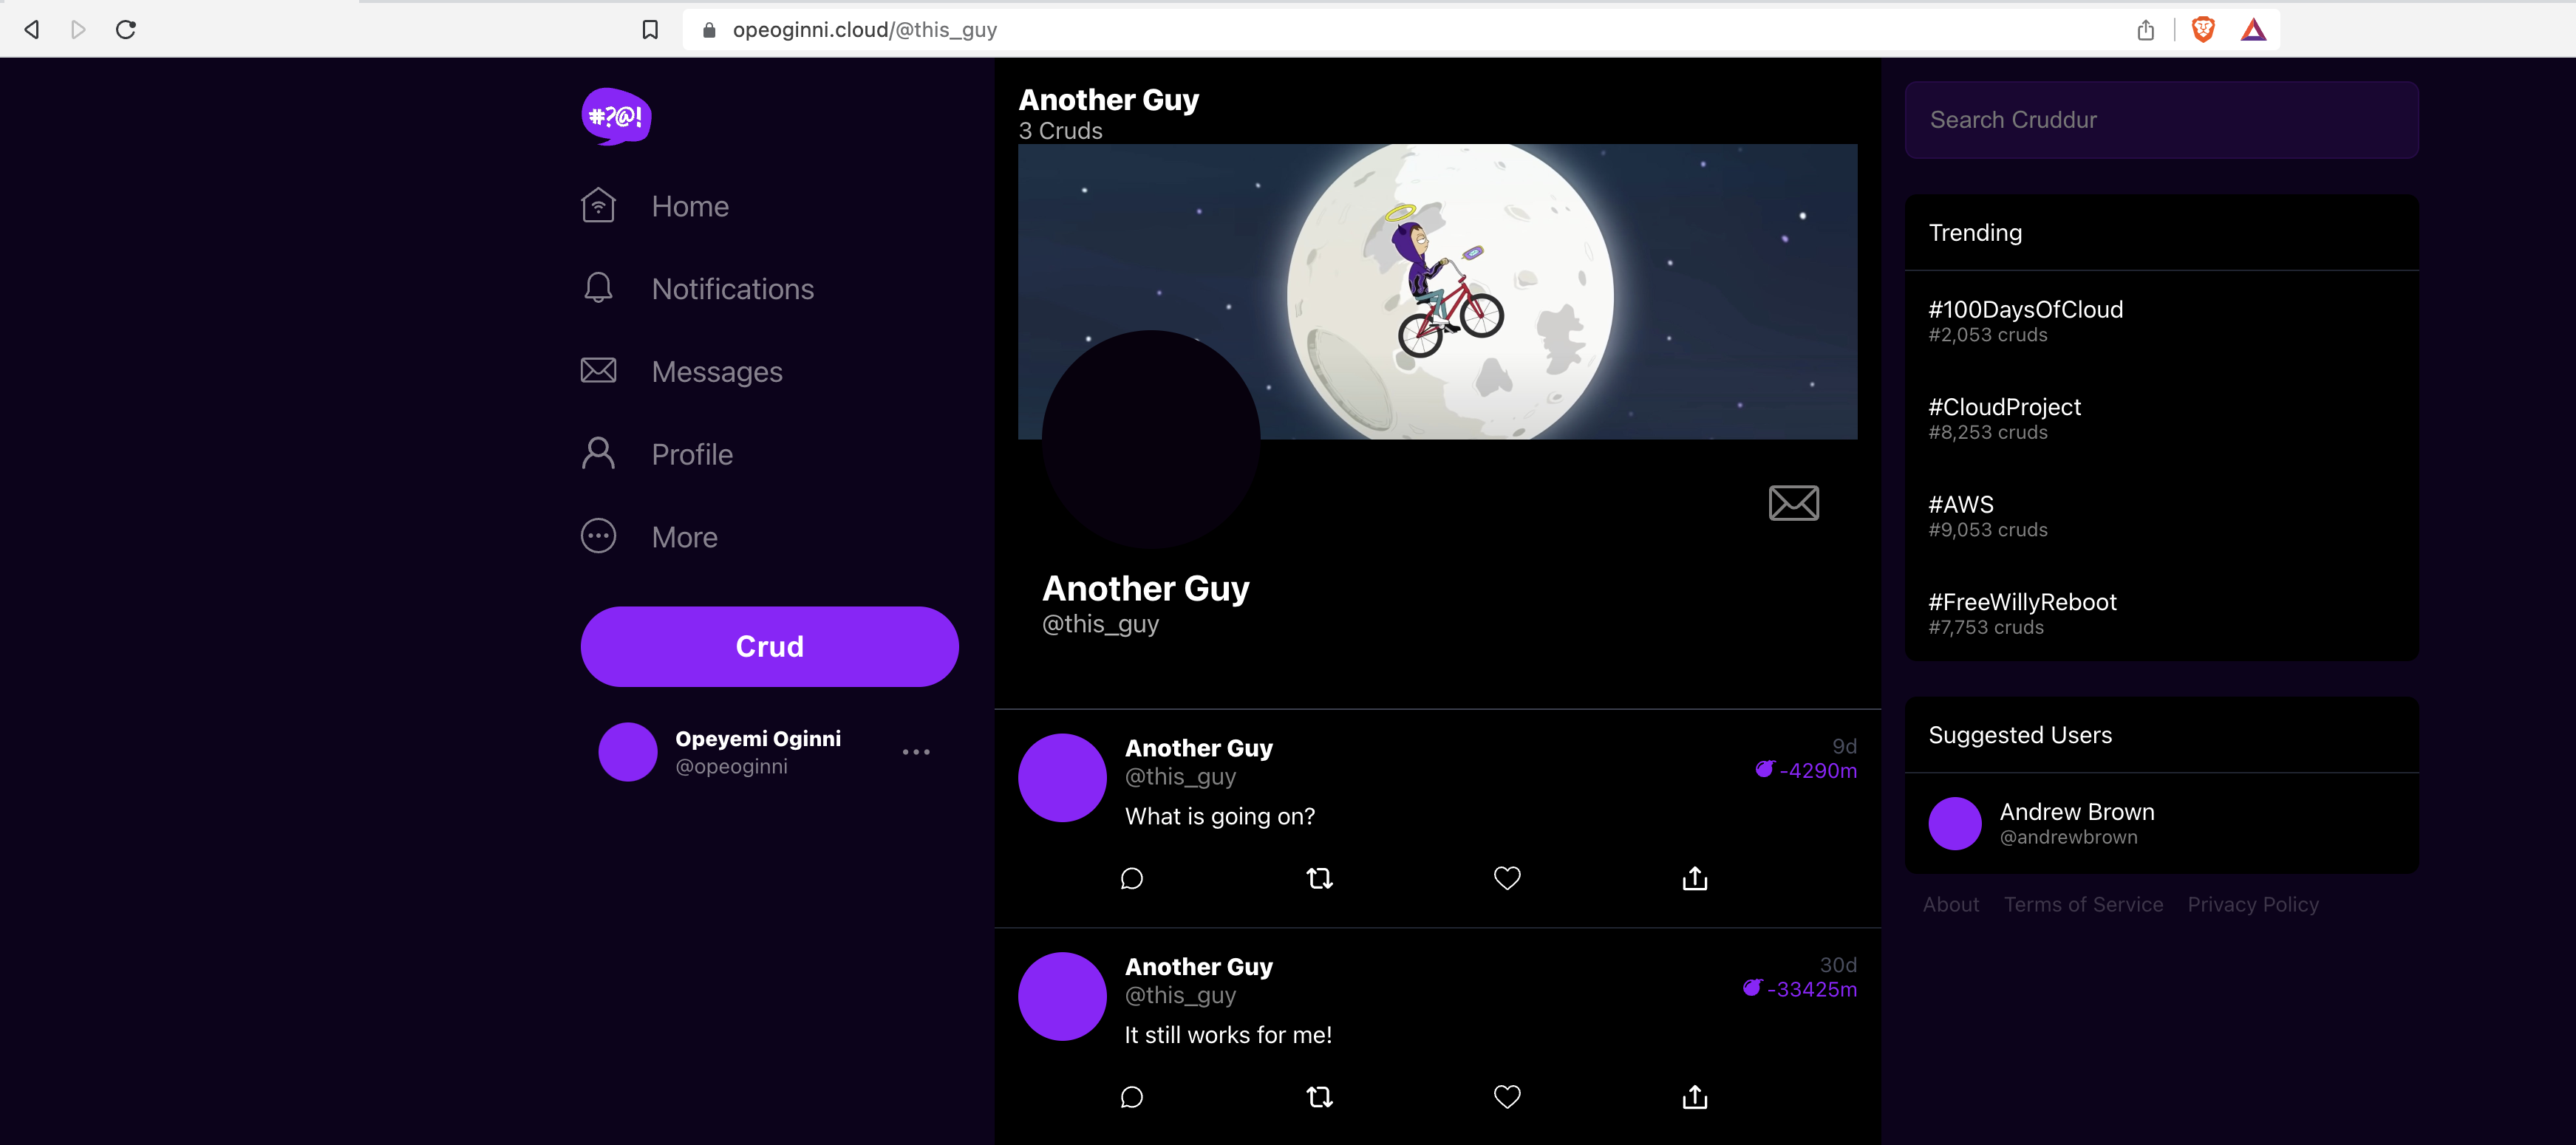 opeoginni.cloud/@this_guy
#?@!
Home
Notifications
Messages
Profile
More
Crud
Opeyemi Oginni
@opeoginni
Another Guy
3 Cruds
Another Guy
@this_guy
Another Guy
@this_guy
9d
-4290m
What is going on?
Another Guy
@this_guy
30d
-33425m
It still works for me!
Search Cruddur
Trending
#100DaysOfCloud
#2,053 cruds
#CloudProject
#8,253 cruds
#AWS
#9,053 cruds
#FreeWillyReboot
#7,753 cruds
Suggested Users
Andrew Brown
@andrewbrown
About Terms of Service Privacy Policy